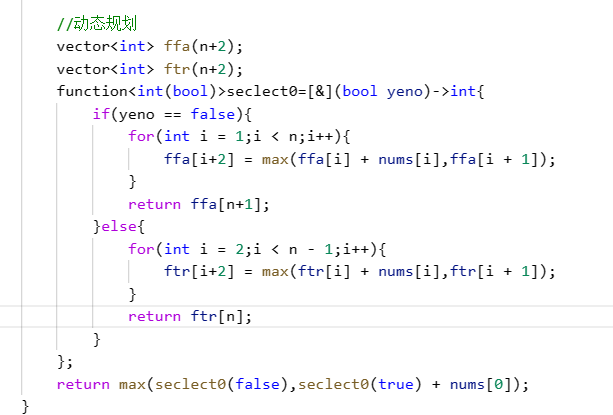 //动态规划
vector<int> ffa(n+2);
vector<int> ftr(n+2);
function<int(bool)>seclect0=[&](bool yeno)->int{
if(yeno == false){
for(int i = 1;i < n;i++){
ffa[i+2] = max(ffa[i] + nums[i],ffa[i + 1]);
}
return ffa[n+1];
}else{
for(int i = 2;i < n - 1;i++){
ftr[i+2] = max(ftr[i] + nums[i],ftr[i + 1]);
}
return ftr[n];
}
};
return max(seclect0(false),seclect0(true) + nums[0]);
}